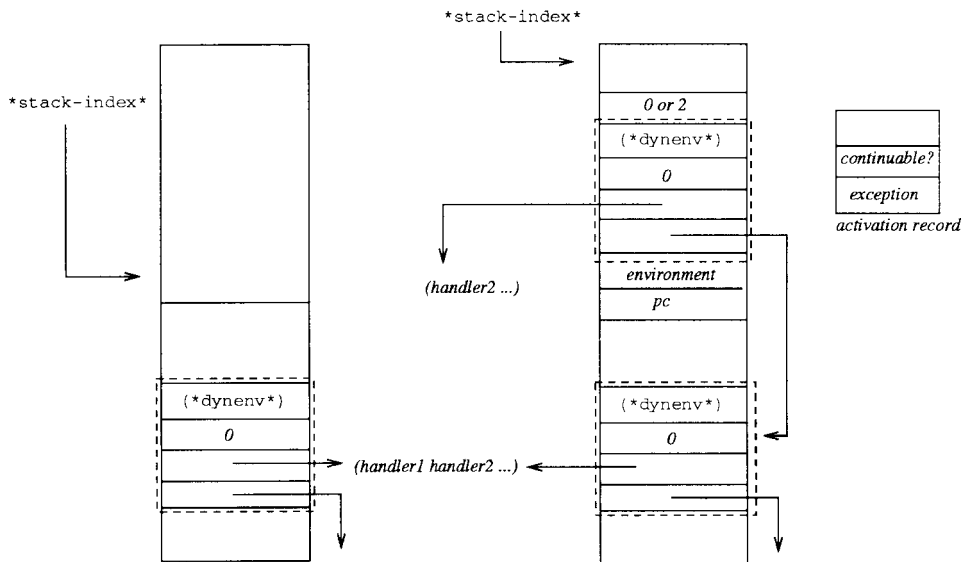 *stack-index*
*stack-index*
(*dynenv*)
0
(handler1 handler2 ...)
0 or 2
(*dynenv*)
0
(handler2 ...)
environment
pc
(*dynenv*)
0
continuable?
exception
activation record